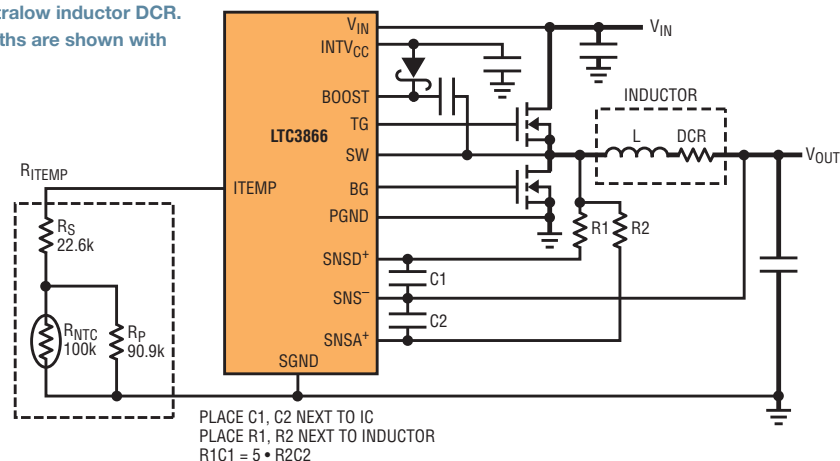 tralow inductor DCR.
ths are shown with
VIN
INTVCC
BOOST
TG
LTC3866
SW
ITEMP
BG
PGND
SNSD+
SNS–
SNSA+
SGND
VIN
INDUCTOR
L
DCR
VOUT
R1
R2
C1
C2
RITEMP
RS
22.6k
RNTC
100k
RP
90.9k
PLACE C1, C2 NEXT TO IC
PLACE R1, R2 NEXT TO INDUCTOR
R1C1 = 5 • R2C2